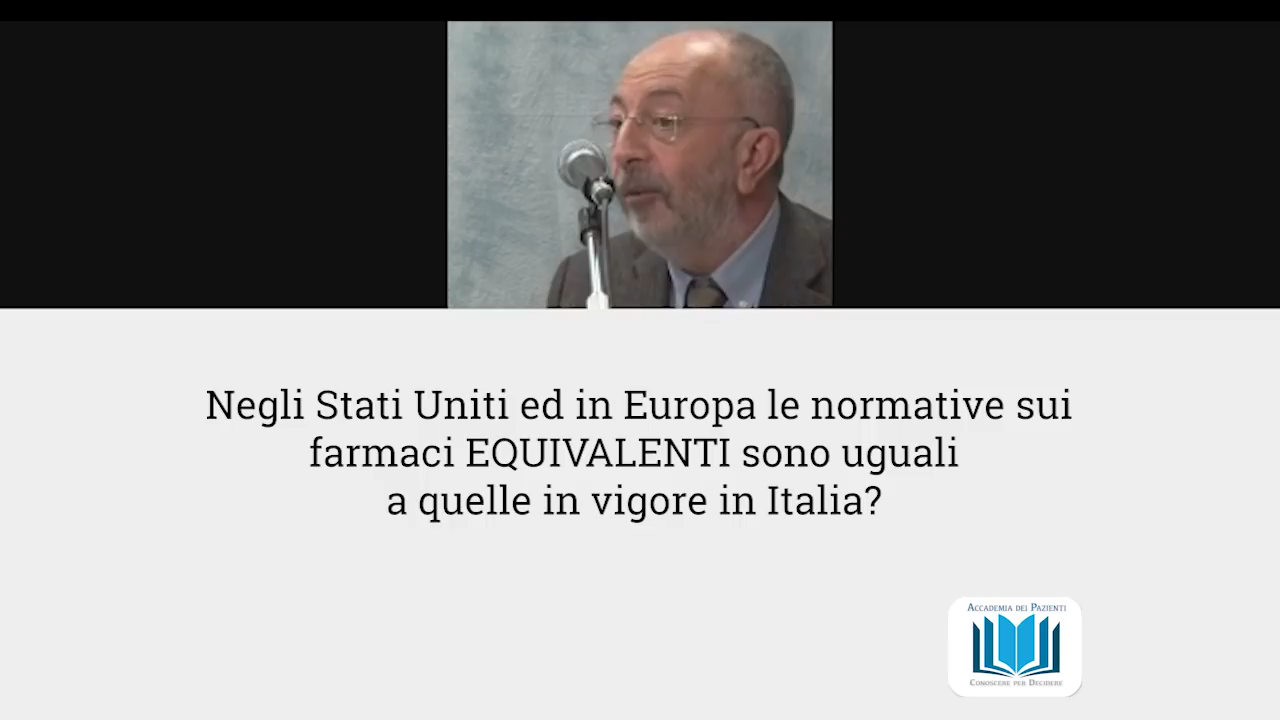 Negli Stati Uniti ed in Europa le normative sui
farmaci EQUIVALENTI sono uguali
a quelle in vigore in Italia?
Accademia dei Pazienti
Conoscere per Decidere